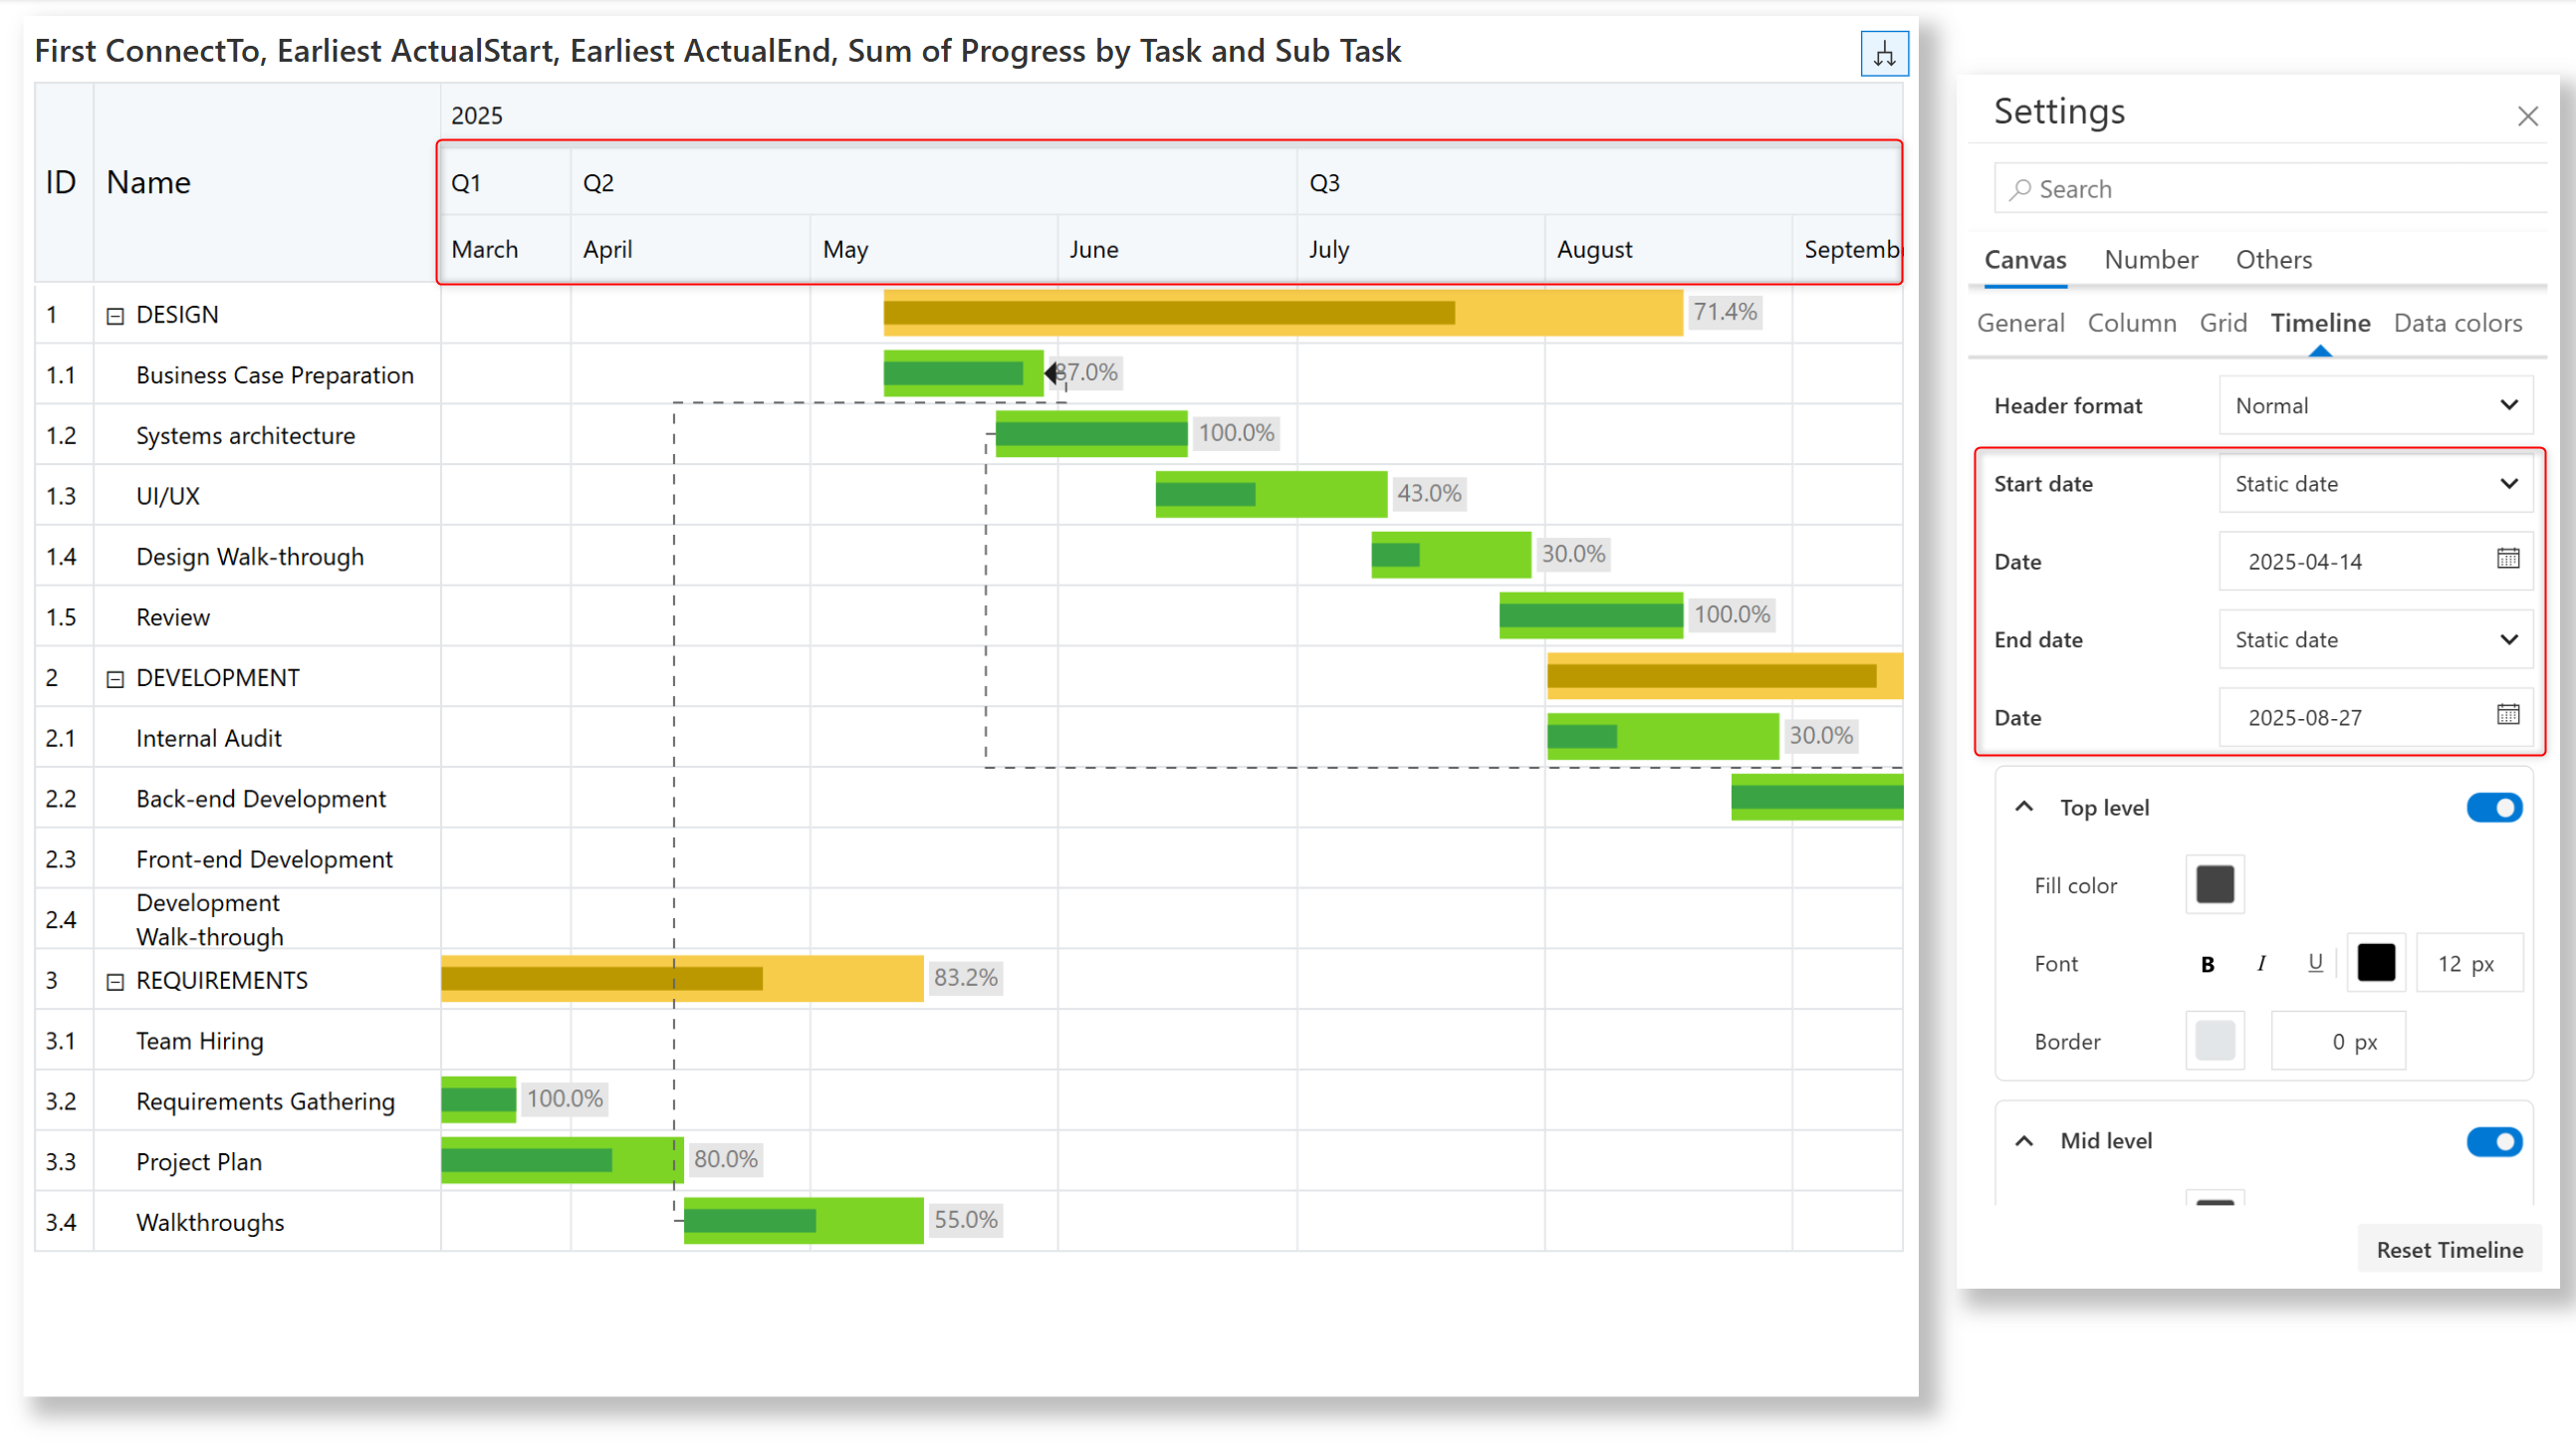 First ConnectTo, Earliest ActualStart, Earliest ActualEnd, Sum of Progress by Task and Sub Task
ID Name 2025
Q1 Q2 Q3
March April May June July August Septemb
1 DESIGN 71.4%
1.1 Business Case Preparation 87.0%
1.2 Systems architecture 100.0%
1.3 UI/UX 43.0%
1.4 Design Walk-through 30.0%
1.5 Review 100.0%
2 DEVELOPMENT
2.1 Internal Audit 30.0%
2.2 Back-end Development
2.3 Front-end Development
2.4 Development
Walk-through
3 REQUIREMENTS 83.2%
3.1 Team Hiring
3.2 Requirements Gathering 100.0%
3.3 Project Plan 80.0%
3.4 Walkthroughs 55.0%
Settings
Search
Canvas Number Others
General Column Grid Timeline Data colors
Header format Normal
Start date Static date
Date 2025-04-14
End date Static date
Date 2025-08-27
Top level
Fill color
Font B I U 12 px
Border 0 px
Mid level
Reset Timeline